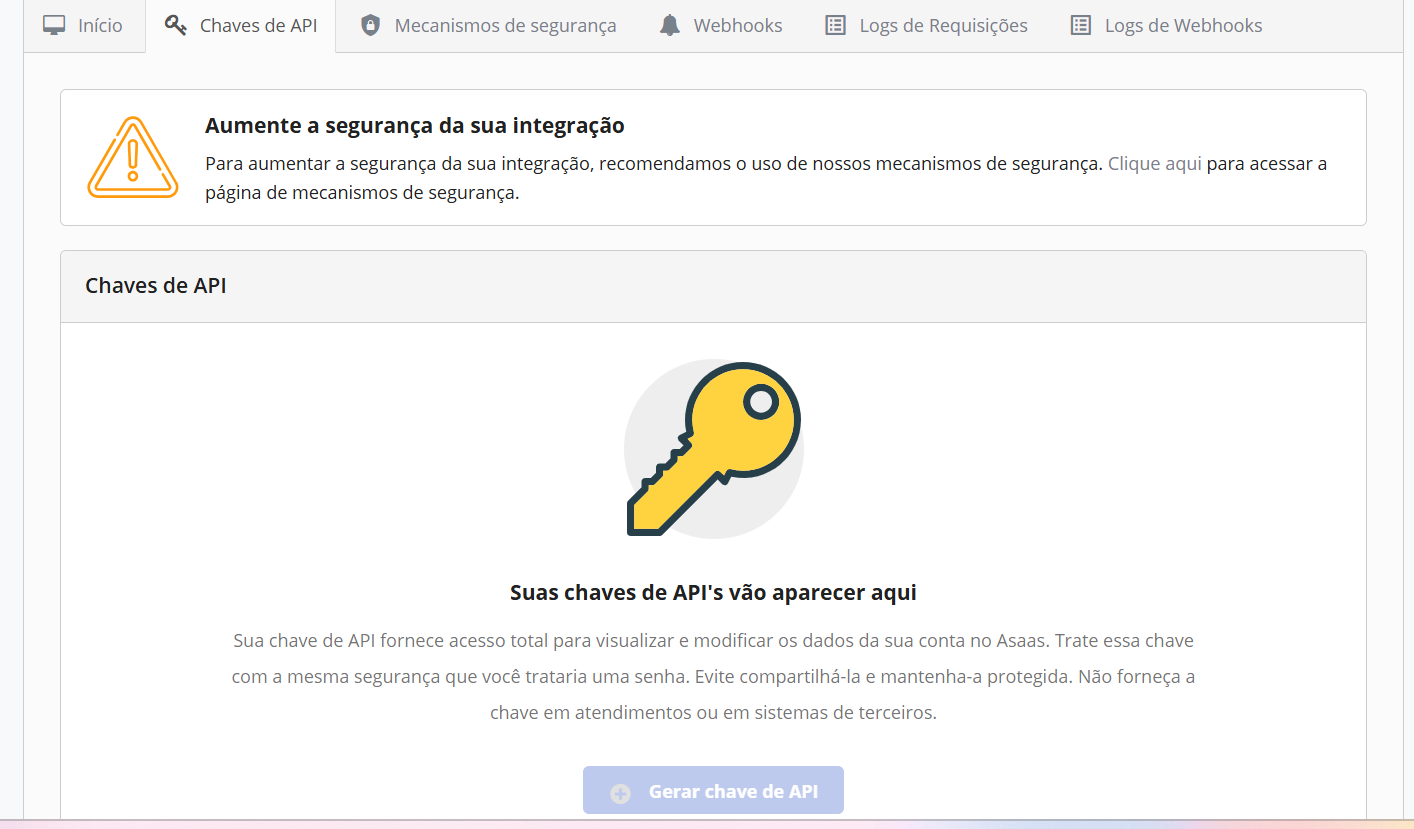 Início
Chaves de API
Mecanismos de segurança
Webhooks
Logs de Requisições
Logs de Webhooks
Aumente a segurança da sua integração
Para aumentar a segurança da sua integração, recomendamos o uso de nossos mecanismos de segurança. Clique aqui para acessar a
página de mecanismos de segurança.
Chaves de API
Suas chaves de API's vão aparecer aqui
Sua chave de API fornece acesso total para visualizar e modificar os dados da sua conta no Asaas. Trate essa chave
com a mesma segurança que você trataria uma senha. Evite compartilhá-la e mantenha-a protegida. Não forneça a
chave em atendimentos ou em sistemas de terceiros.
Gerar chave de API